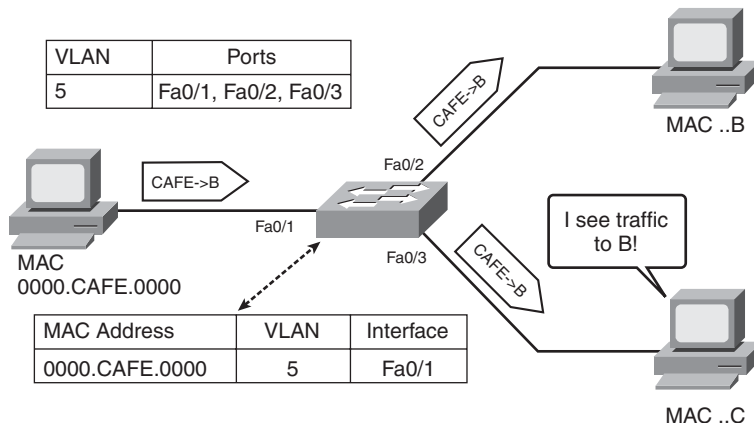 VLAN Ports
5 Fa0/1, Fa0/2, Fa0/3
MAC ..B
CAFE->B
Fa0/2
CAFE->B
Fa0/1
MAC
0000.CAFE.0000
Fa0/3
CAFE->B
I see traffic
to B!
MAC Address VLAN Interface
0000.CAFE.0000 5 Fa0/1
MAC ..C